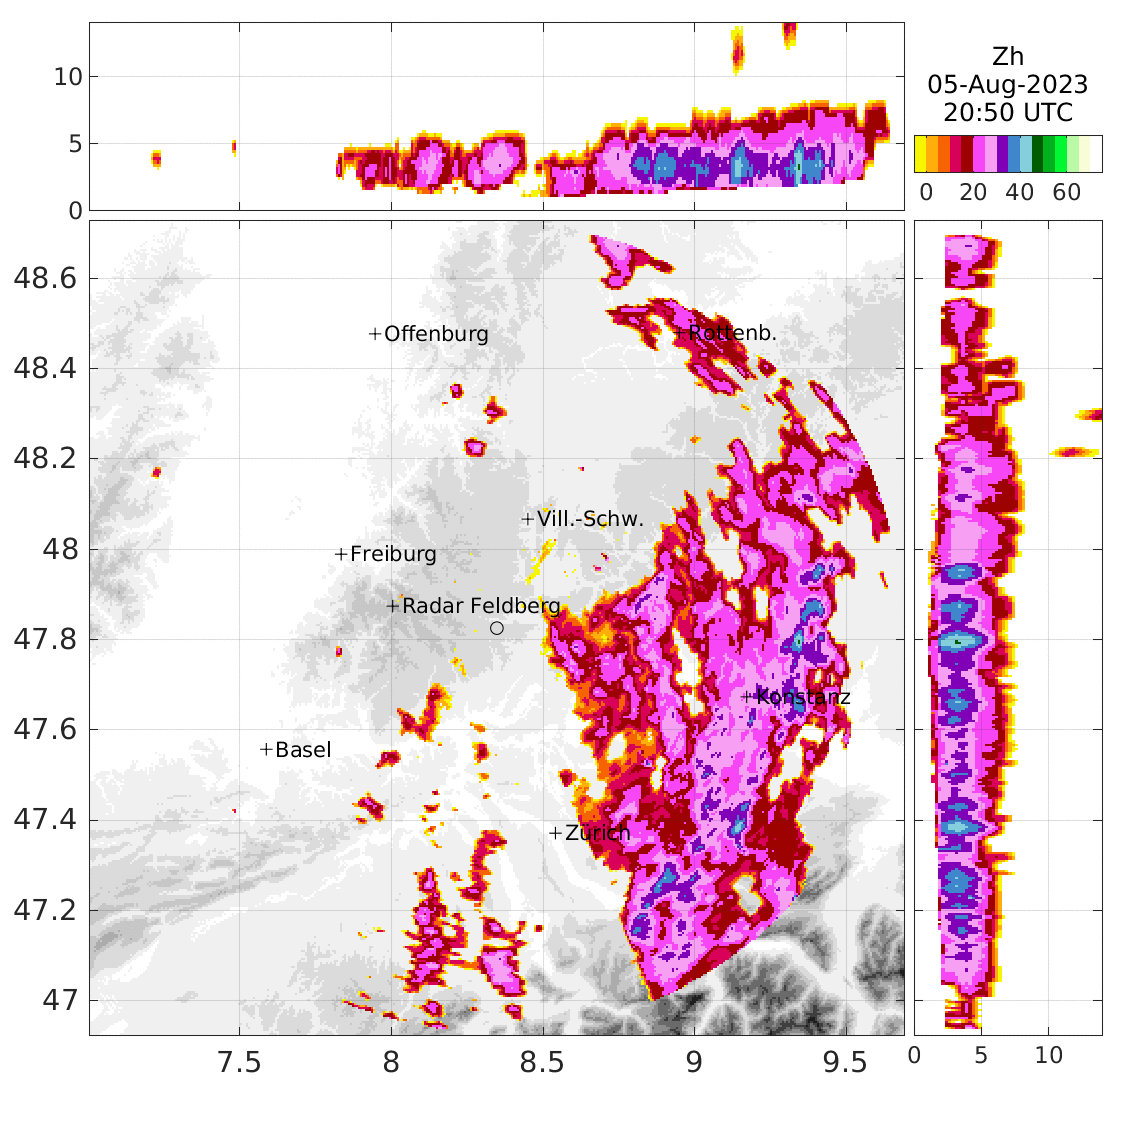 10
5
0
Zh
05-Aug-2023
20:50 UTC
0 20 40 60
48.6
48.4
48.2
48
47.8
47.6
47.4
47.2
47
Offenburg
Rottenb.
Vill.-Schw.
Freiburg
Radar Feldberg
Konstanz
Basel
Zürich
7.5 8 8.5 9 9.5
0 5 10